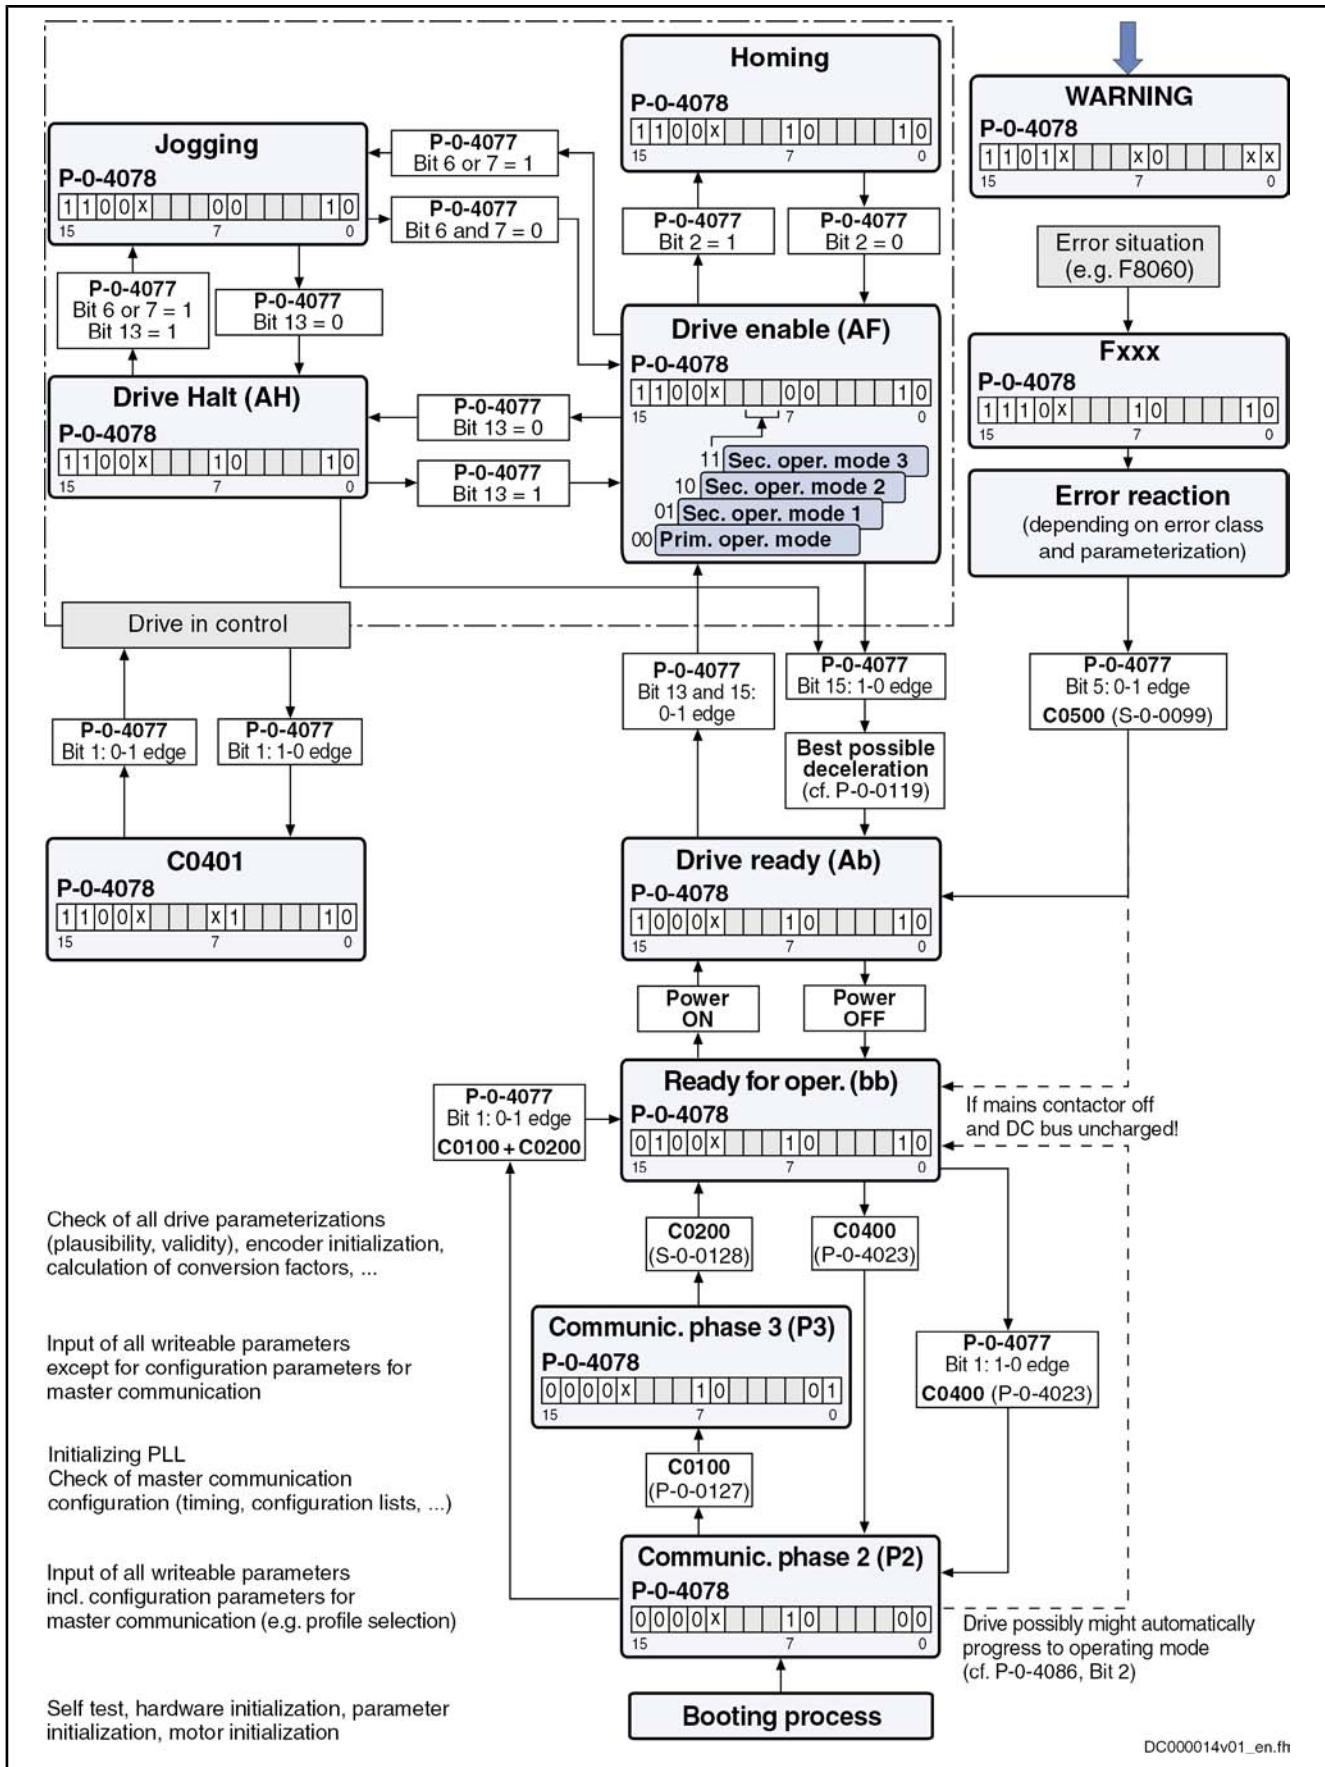 Homing
P-0-4078
1 1 0 0 x 1 0 1 0
15 7 0
WARNING
P-0-4078
1 1 0 1 x x 0 x x
15 7 0
Jogging
P-0-4078
1 1 0 0 x 0 0 1 0
15 7 0
P-0-4077
Bit 6 or 7 = 1
P-0-4077
Bit 6 and 7 = 0
P-0-4077
Bit 2 = 1
P-0-4077
Bit 2 = 0
Error situation
(e.g. F8060)
P-0-4077
Bit 6 or 7 = 1
Bit 13 = 1
P-0-4077
Bit 13 = 0
Drive enable (AF)
P-0-4078
1 1 0 0 x 0 0 1 0
15 7 0
11 Sec. oper. mode 3
10 Sec. oper. mode 2
01 Sec. oper. mode 1
00 Prim. oper. mode
Fxxx
P-0-4078
1 1 1 0 x 1 0 1 0
15 7 0
Drive Halt (AH)
P-0-4078
1 1 0 0 x 1 0 1 0
15 7 0
P-0-4077
Bit 13 = 0
P-0-4077
Bit 13 = 1
Error reaction
(depending on error class
and parameterization)
Drive in control
P-0-4077
Bit 1: 0-1 edge
P-0-4077
Bit 1: 1-0 edge
P-0-4077
Bit 13 and 15:
0-1 edge
P-0-4077
Bit 15: 1-0 edge
P-0-4077
Bit 5: 0-1 edge
C0500 (S-0-0099)
Best possible
deceleration
(cf. P-0-0119)
C0401
P-0-4078
1 1 0 0 x x 1 1 0
15 7 0
Drive ready (Ab)
P-0-4078
1 0 0 0 x 1 0 1 0
15 7 0
Power
ON
Power
OFF
P-0-4077
Bit 1: 0-1 edge
C0100 + C0200
Ready for oper. (bb)
P-0-4078
0 1 0 0 x 1 0 1 0
15 7 0
If mains contactor off
and DC bus uncharged!
Check of all drive parameterizations
(plausibility, validity), encoder initialization,
calculation of conversion factors, ...
C0200
(S-0-0128)
C0400
(P-0-4023)
Input of all writeable parameters
except for configuration parameters for
master communication
Communic. phase 3 (P3)
P-0-4078
0 0 0 0 x 1 0 0 1
15 7 0
P-0-4077
Bit 1: 1-0 edge
C0400 (P-0-4023)
Initializing PLL
Check of master communication
configuration (timing, configuration lists, ...)
C0100
(P-0-0127)
Input of all writeable parameters
incl. configuration parameters for
master communication (e.g. profile selection)
Communic. phase 2 (P2)
P-0-4078
0 0 0 0 x 1 0 0 0
15 7 0
Drive possibly might automatically
progress to operating mode
(cf. P-0-4086, Bit 2)
Self test, hardware initialization, parameter
initialization, motor initialization
Booting process
DC000014v01_en.fh